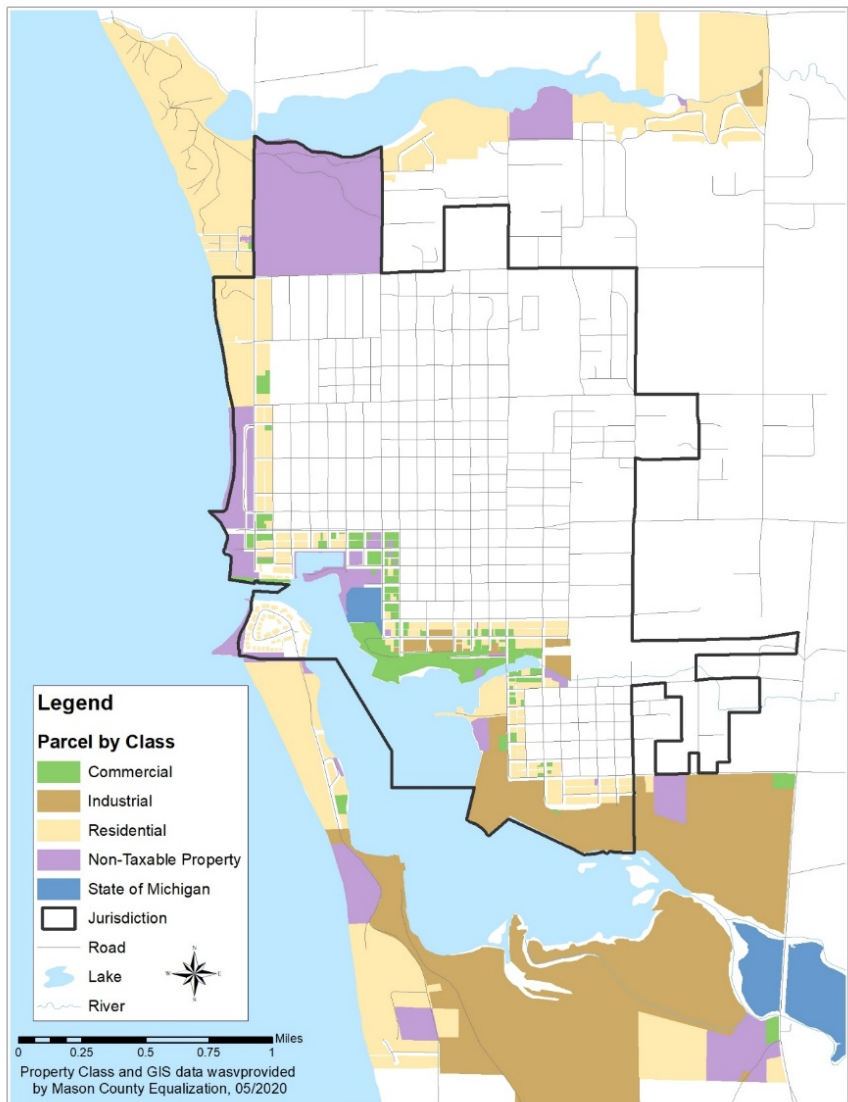 Legend
Parcel by Class
Commercial
Industrial
Residential
Non-Taxable Property
State of Michigan
Jurisdiction
Road
Lake
River
N
W
E
S
Miles
0 0.25 0.5 0.75 1
Property Class and GIS data wasvprovided
by Mason County Equalization, 05/2020